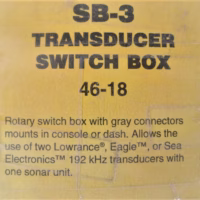 SB-3
TRANSDUCER
SWITCH BOX
46-18
Rotary switch box with gray connectors
mounts in console or dash. Allows the
use of two Lowrance®, Eagle™, or Sea
Electronics™ 192 kHz transducers with
one sonar unit.